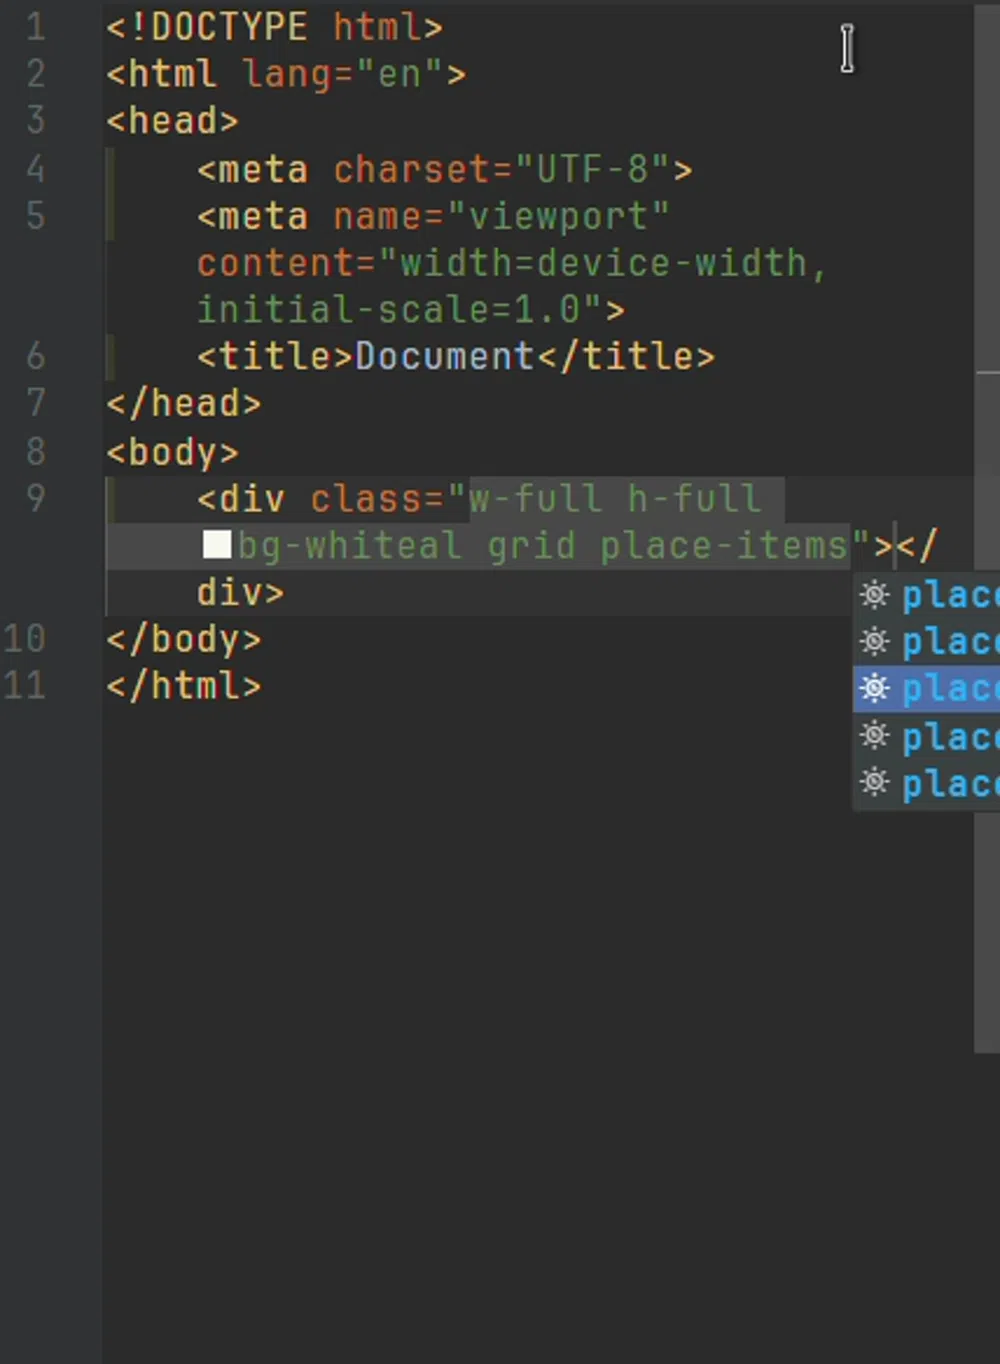 1 <!DOCTYPE html>
2 <html lang="en">
3 <head>
4 <meta charset="UTF-8">
5 <meta name="viewport"
content="width=device-width,
initial-scale=1.0">
6 <title>Document</title>
7 </head>
8 <body>
9 <div class="w-full h-full
bg-whiteal grid place-items"></
div>
place
place
place
place
place
10 </body>
11 </html>